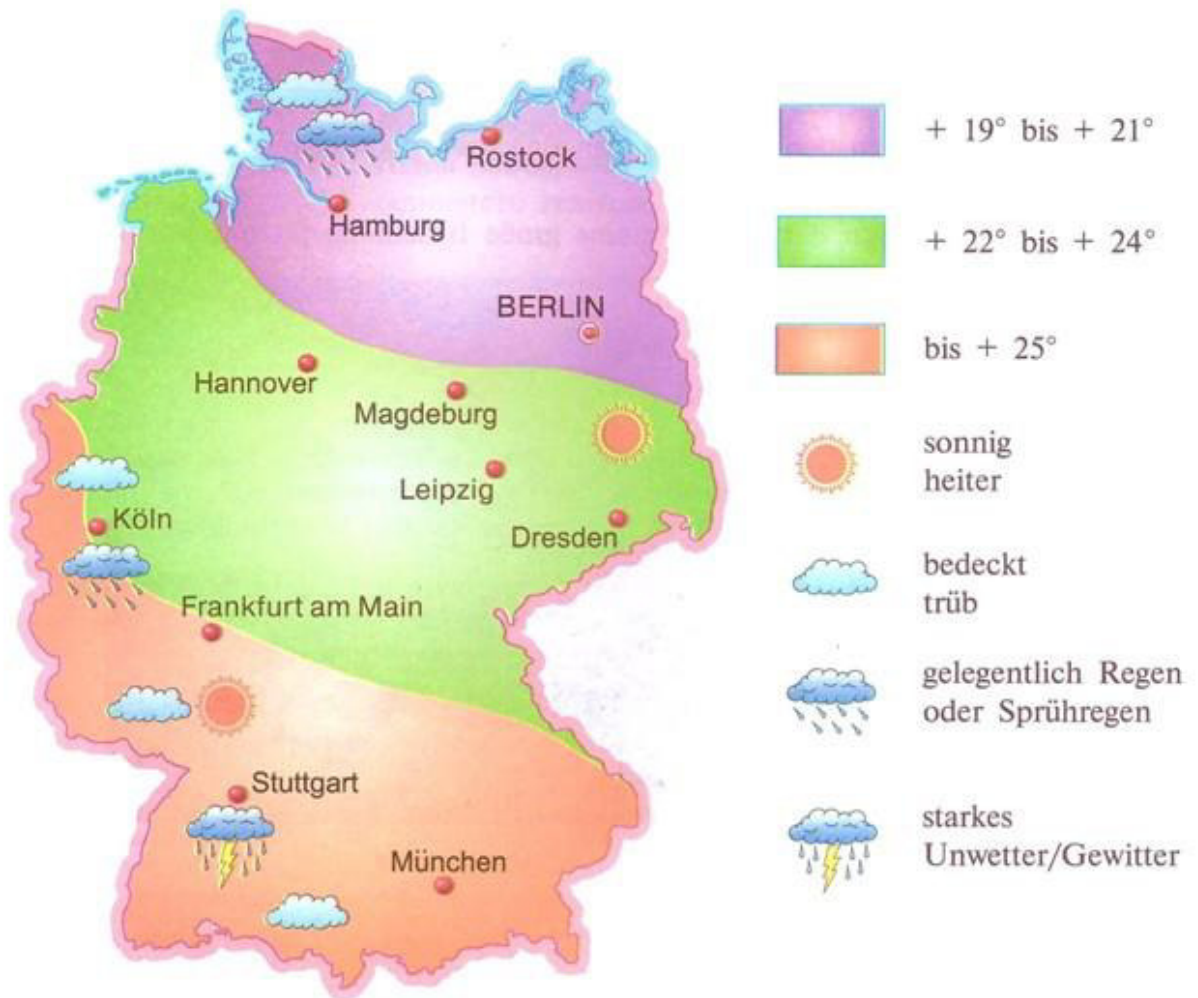 Rostock
Hamburg
BERLIN
Hannover
Magdeburg
Leipzig
Köln
Dresden
Frankfurt am Main
Stuttgart
München
+ 19° bis + 21°
+ 22° bis + 24°
bis + 25°
sonnig
heiter
bedeckt
trüb
gelegentlich Regen
oder Sprühregen
starkes
Unwetter/Gewitter